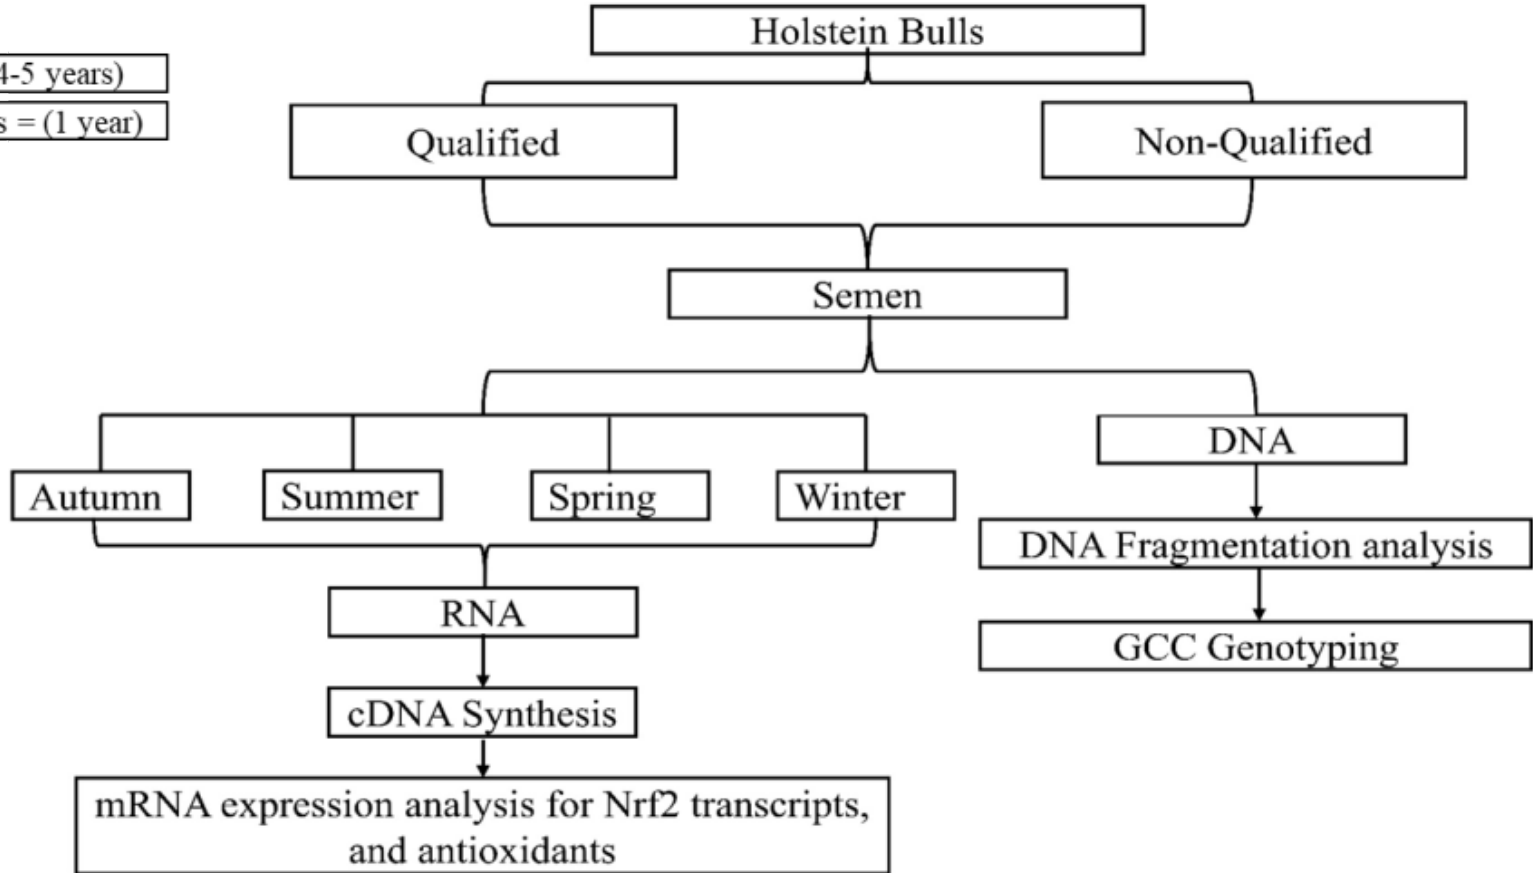 Holstein Bulls
4-5 years)
s = (1 year)
Qualified
Non-Qualified
Semen
DNA
Autumn
Summer
Spring
Winter
DNA Fragmentation analysis
RNA
GCC Genotyping
cDNA Synthesis
mRNA expression analysis for Nrf2 transcripts,
and antioxidants